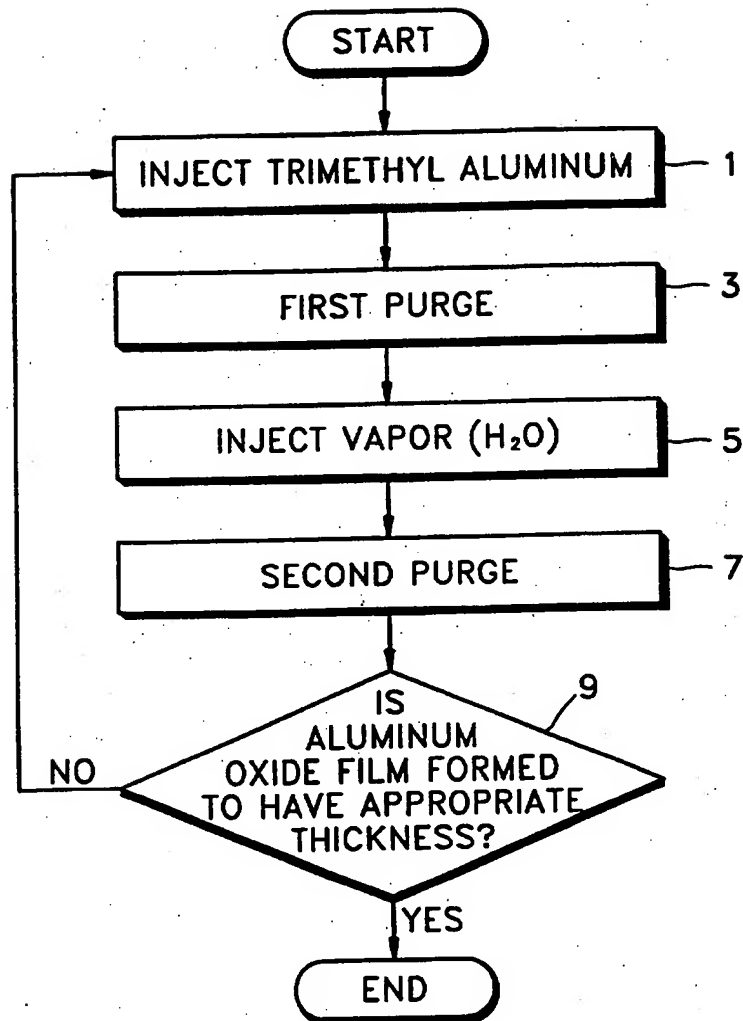 START
INJECT TRIMETHYL ALUMINUM
1
FIRST PURGE
3
INJECT VAPOR (H₂O)
5
SECOND PURGE
7
9
IS
ALUMINUM
OXIDE FILM FORMED
TO HAVE APPROPRIATE
THICKNESS?
NO
YES
END